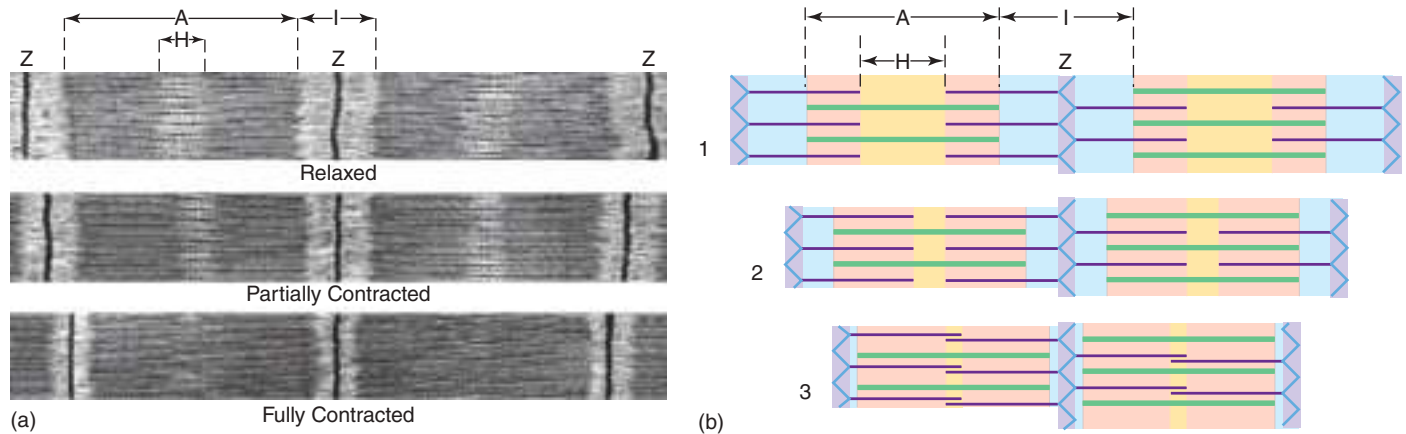 A I
H
Z Z Z
Relaxed
Partially Contracted
Fully Contracted
(a)
A I
H Z
1
2
3
(b)